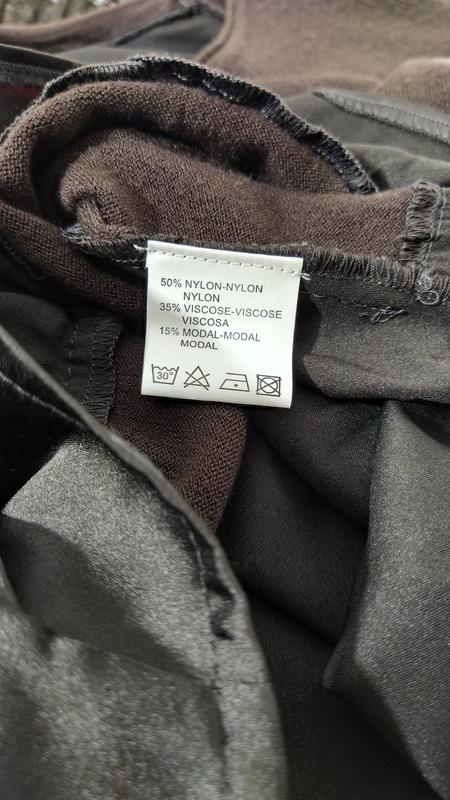 50% NYLON-NYLON
NYLON
35% VISCOSE-VISCOSE
VISCOSA
15% MODAL-MODAL
MODAL
30°